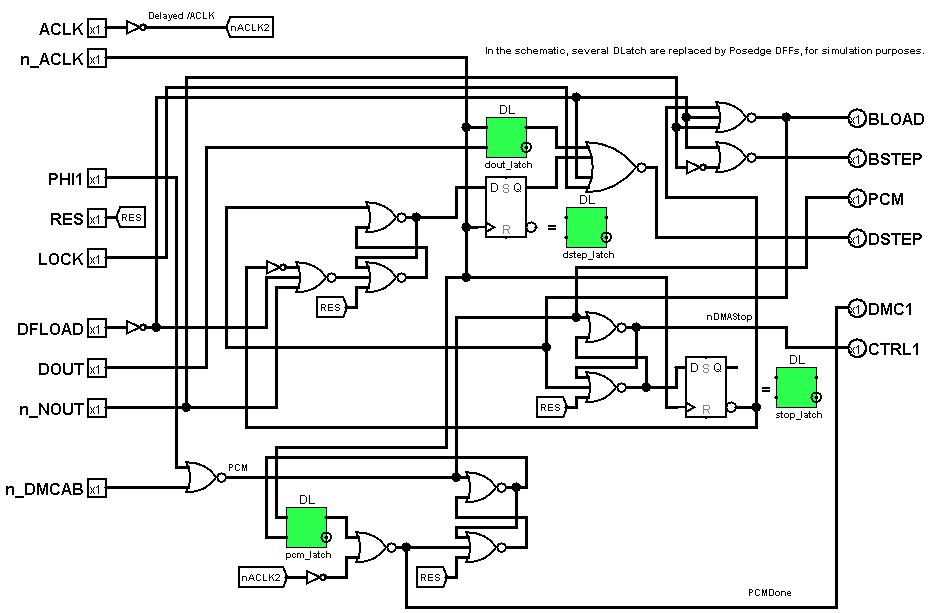 ACLK x1 Delayed /ACLK nACLK2
n_ACLK x1
In the schematic, several DLatch are replaced by Posedge DFFs, for simulation purposes.
DL
x1 BLOAD
dout_latch
x1 BSTEP
PHI1 x1
D S Q
R
x1 PCM
RES x1 RES
DL
x1 DSTEP
dstep_latch
=
LOCK x1
RES
x1 DMC1
nDMAStop
DFLOAD x1
x1 CTRL1
DOUT x1
DL
D S Q
R
=
stop_latch
n_NOUT x1
RES
PCM
n_DMCAB x1
DL
pcm_latch
nACLK2
RES
PCMDone